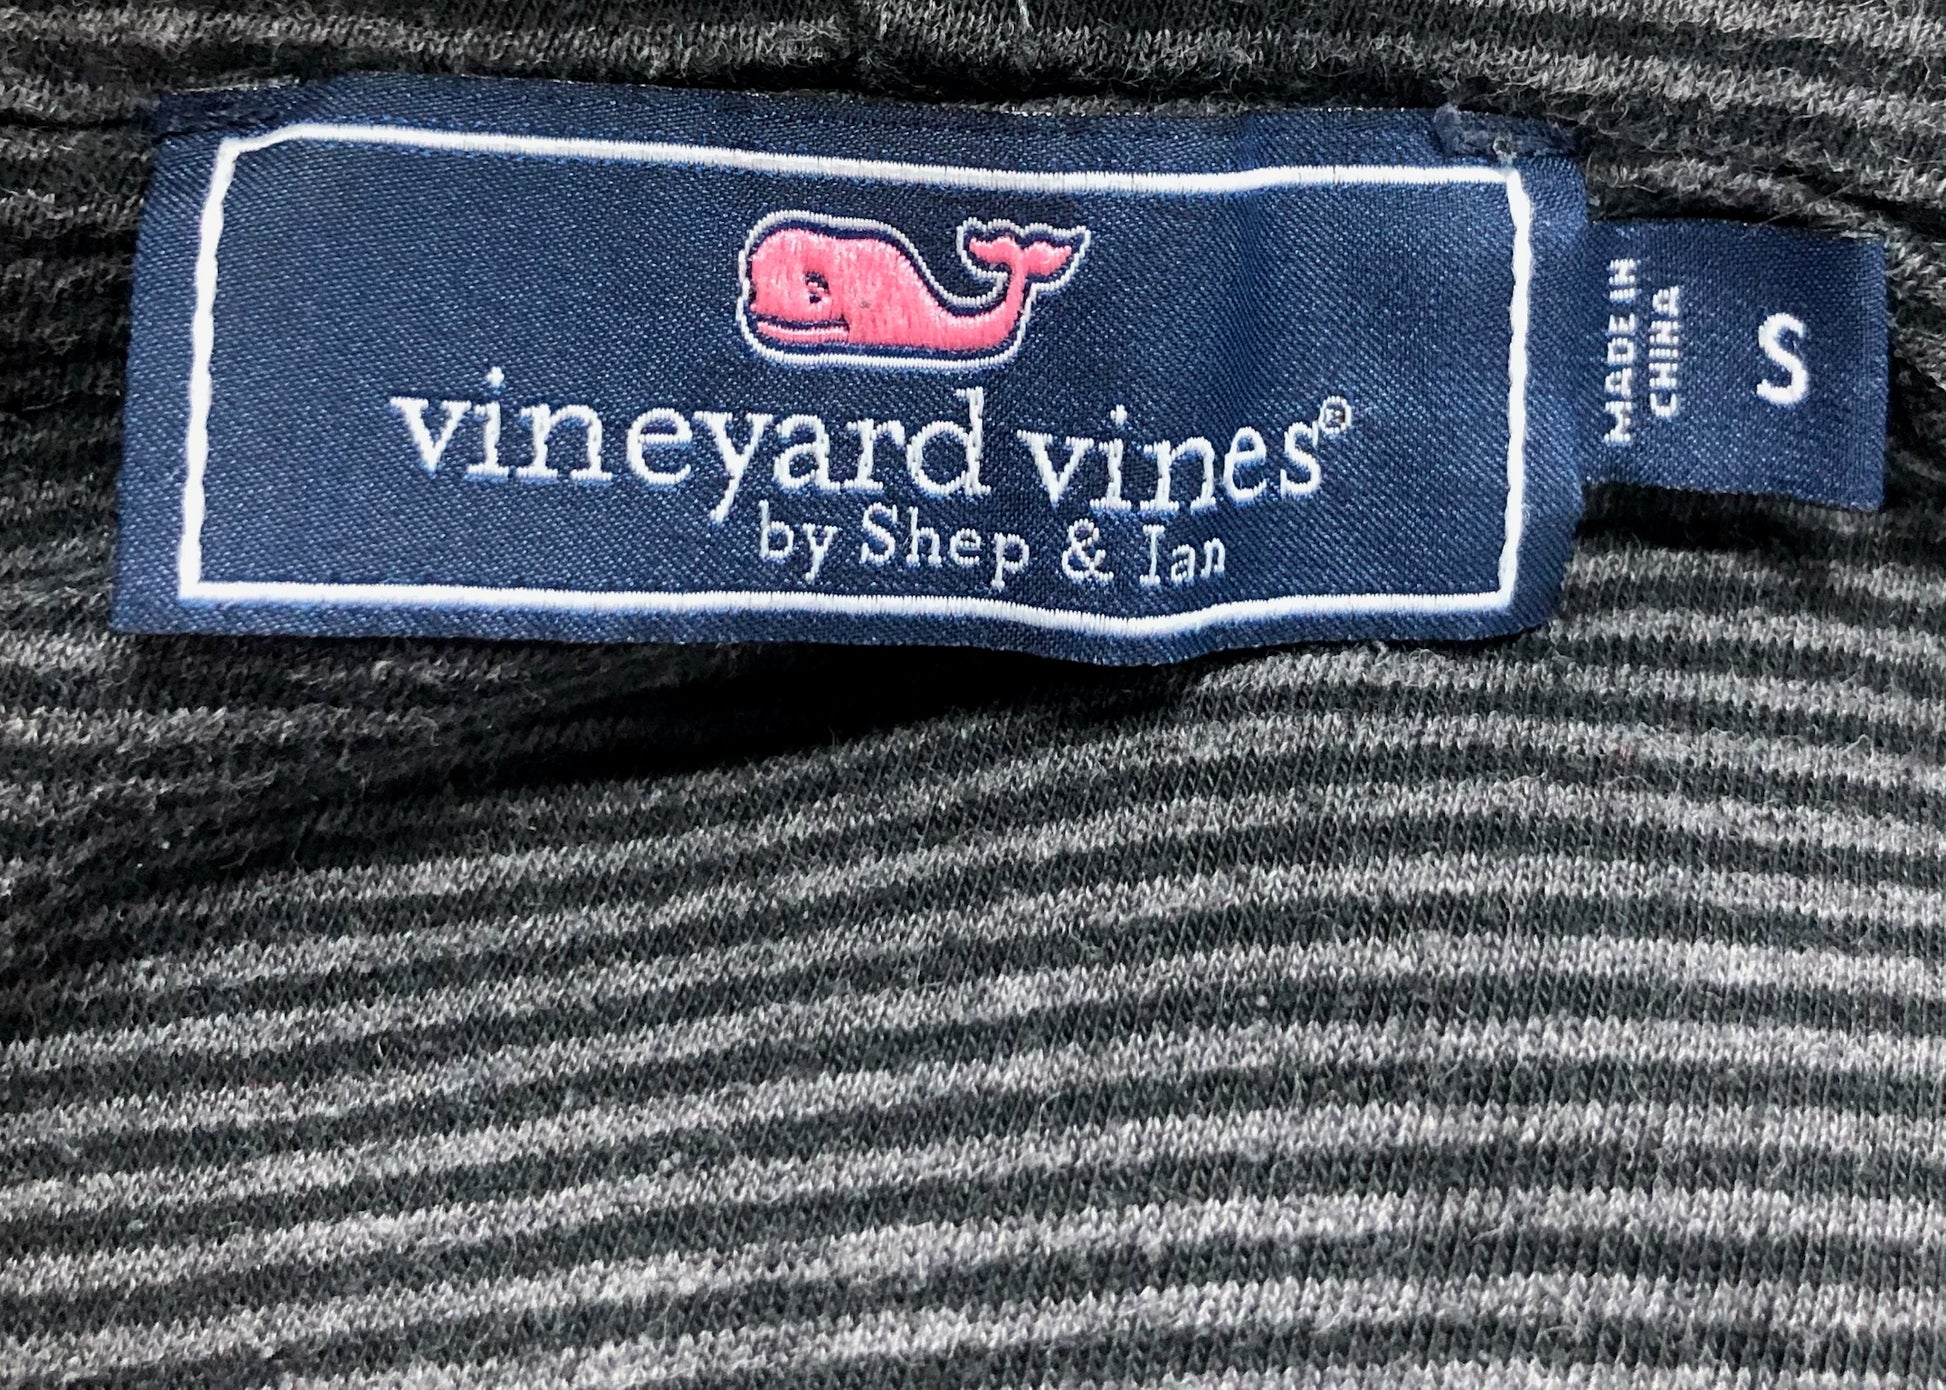 vineyard vines®
by Shep & Ian
MADE IN
CHINA
S